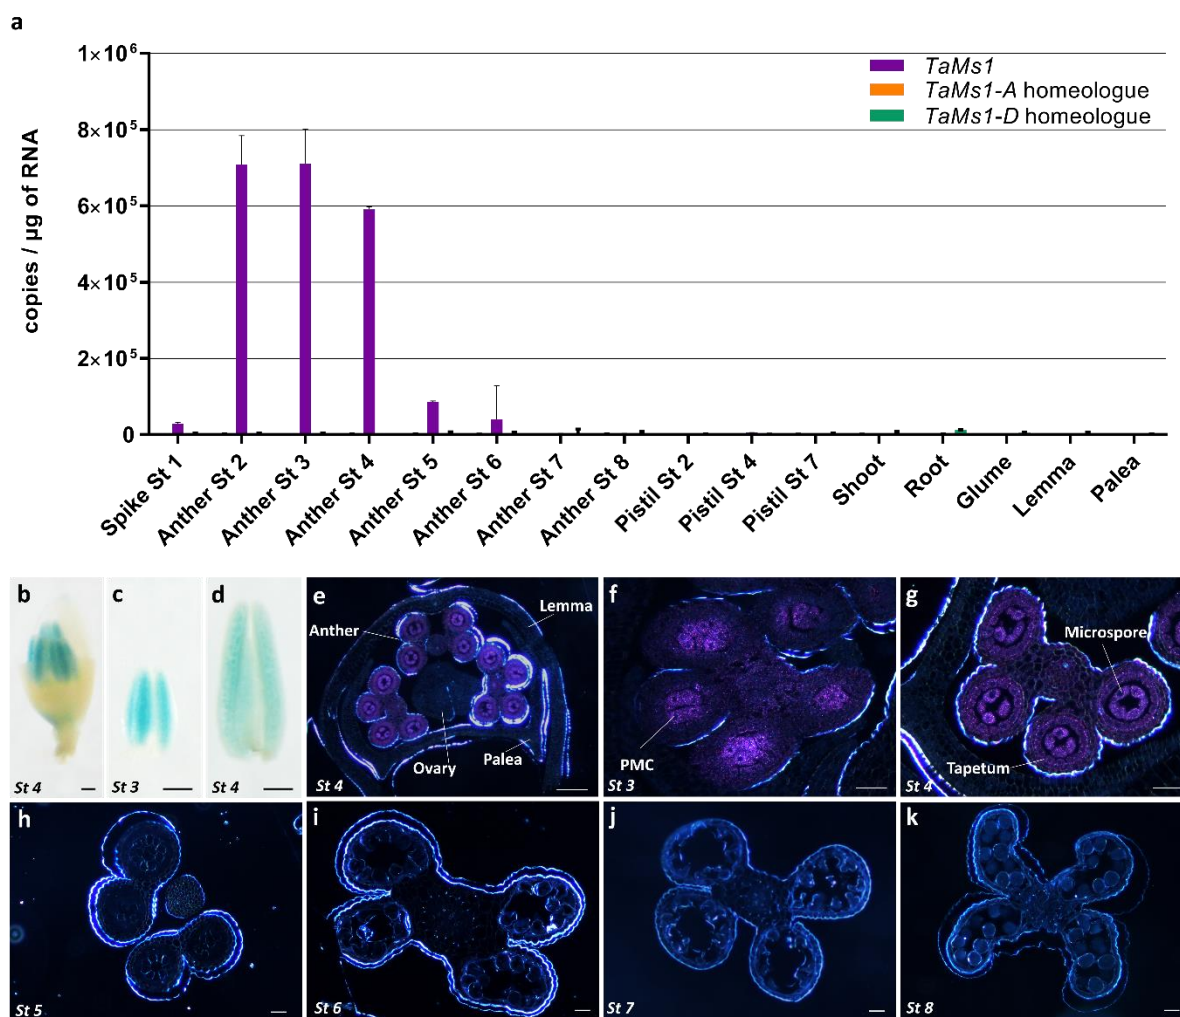 a
1×10⁶
8×10⁵
6×10⁵
4×10⁵
2×10⁵
0
copies / µg of RNA
TaMs1
TaMs1-A homeologue
TaMs1-D homeologue
Spike St 1
Anther St 2
Anther St 3
Anther St 4
Anther St 5
Anther St 6
Anther St 7
Anther St 8
Pistil St 2
Pistil St 4
Pistil St 7
Shoot
Root
Glume
Lemma
Palea
b
St 4
c
St 3
d
St 4
e
Lemma
Anther
Ovary
Palea
St 4
f
PMC
St 3
g
Microspore
Tapetum
St 4
h
St 5
i
St 6
j
St 7
k
St 8